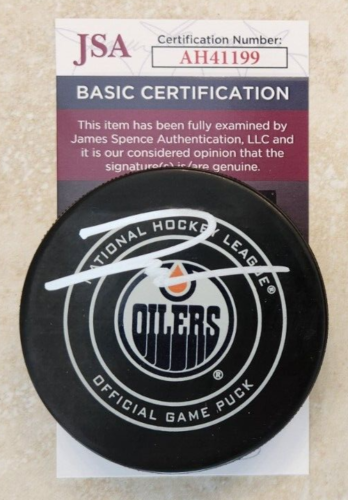 JSA
Certification Number:
AH41199
BASIC CERTIFICATION
This item has been fully examined by
James Spence Authentication, LLC and
it is our considered opinion that the
signature(s) is/are genuine.
NATIONAL HOCKEY LEAGUE®
OILERS
®
OFFICIAL GAME PUCK